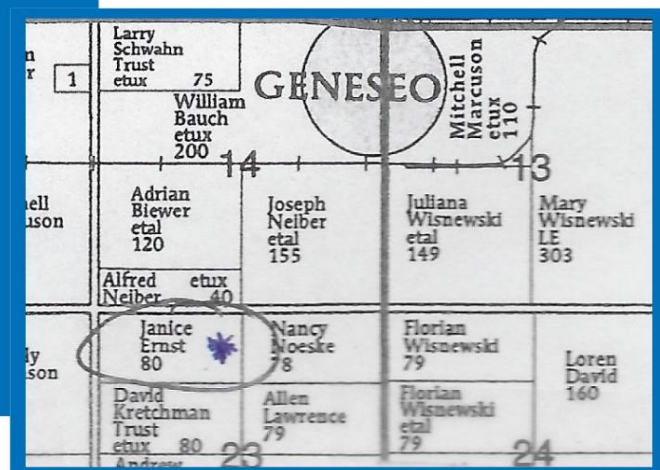 Larry
Schwahn
Trust
etux 75
1
GENESEO
Mitchell
Marcuson
etux
110
William
Bauch
etux
200
14
13
Adrian
Biewer
etal
120
Joseph
Neiber
etal
155
Juliana
Wisnewski
etal
149
Mary
Wisnewski
LE
303
Alfred etux
Neiber 40
Janice
Ernst
80
Nancy
Noeske
78
Florian
Wisnewski
79
Loren
David
160
David
Kretchman
Trust
etux 80
Allen
Lawrence
79
Florian
Wisnewski
etal
79
23
24
Andrew